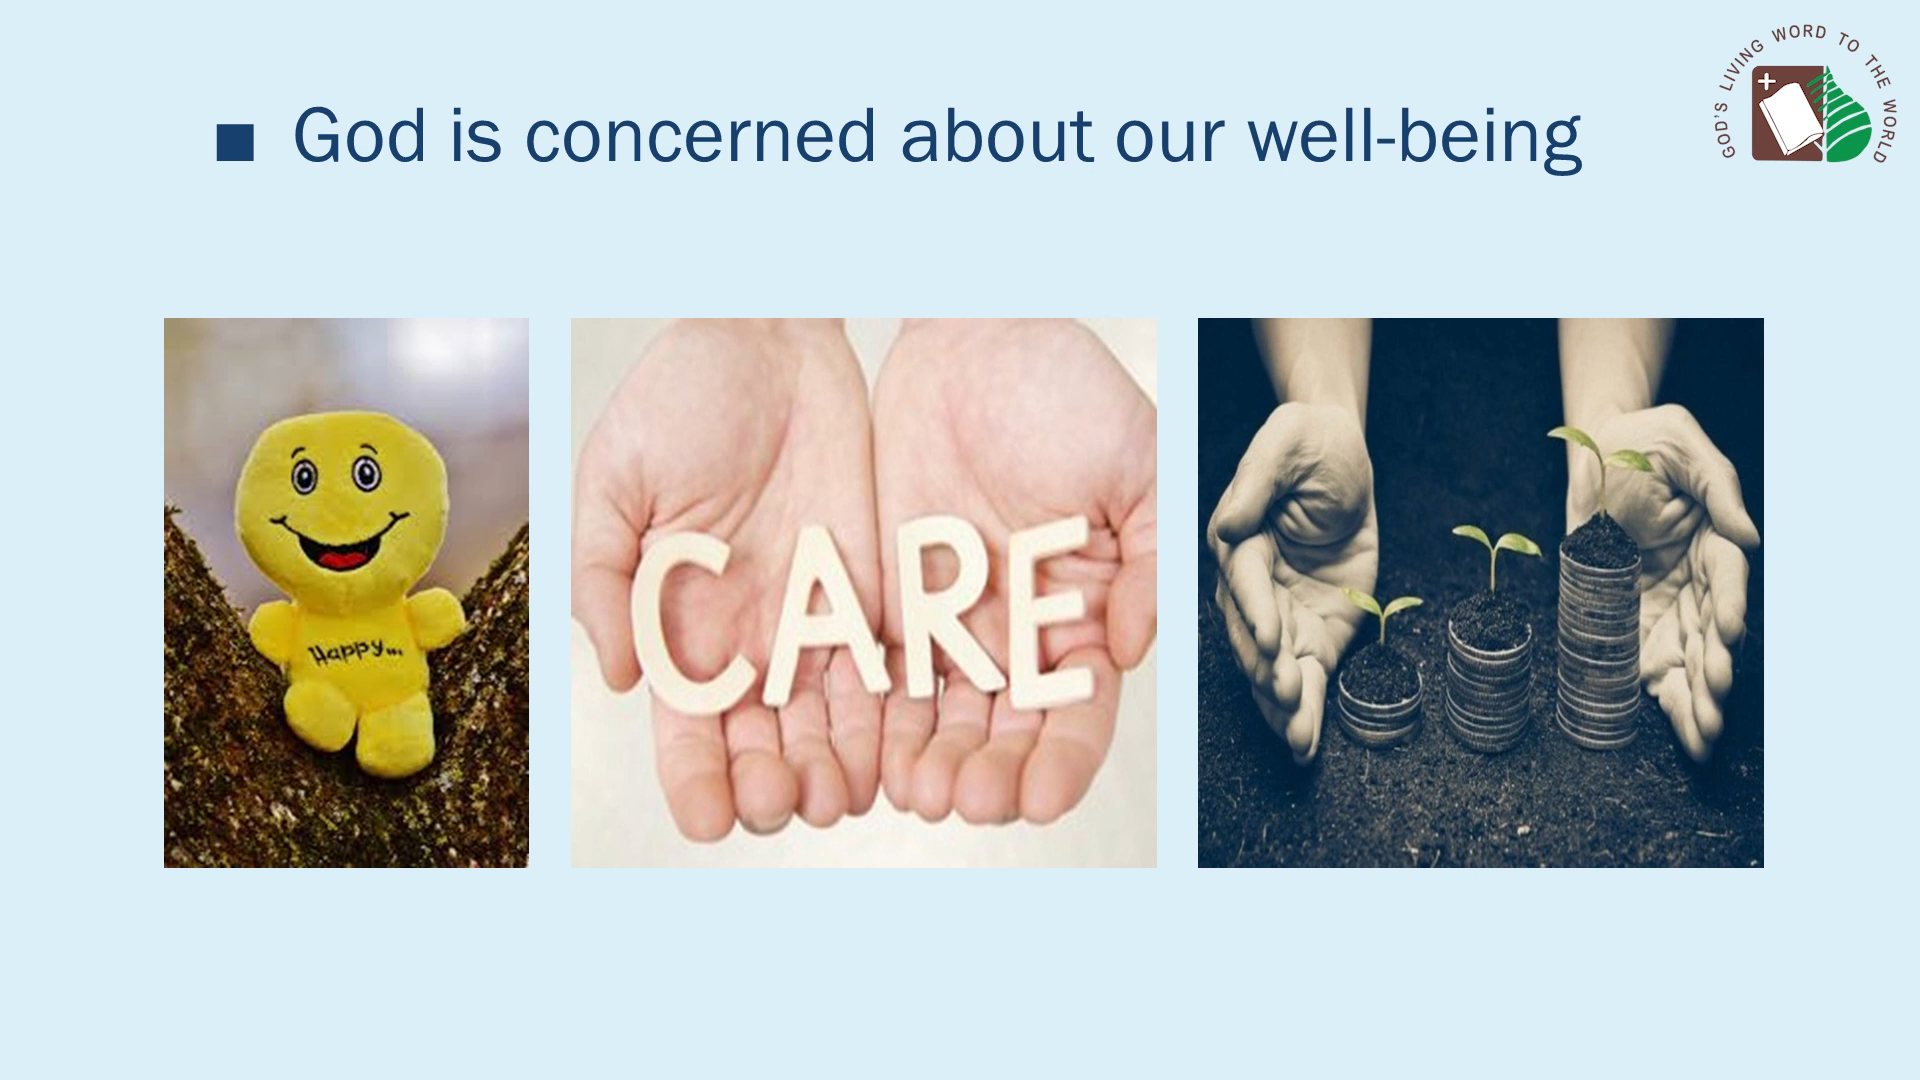 GOD'S LIVING WORD TO THE WORLD
▪ God is concerned about our well-being
Happy...
CARE